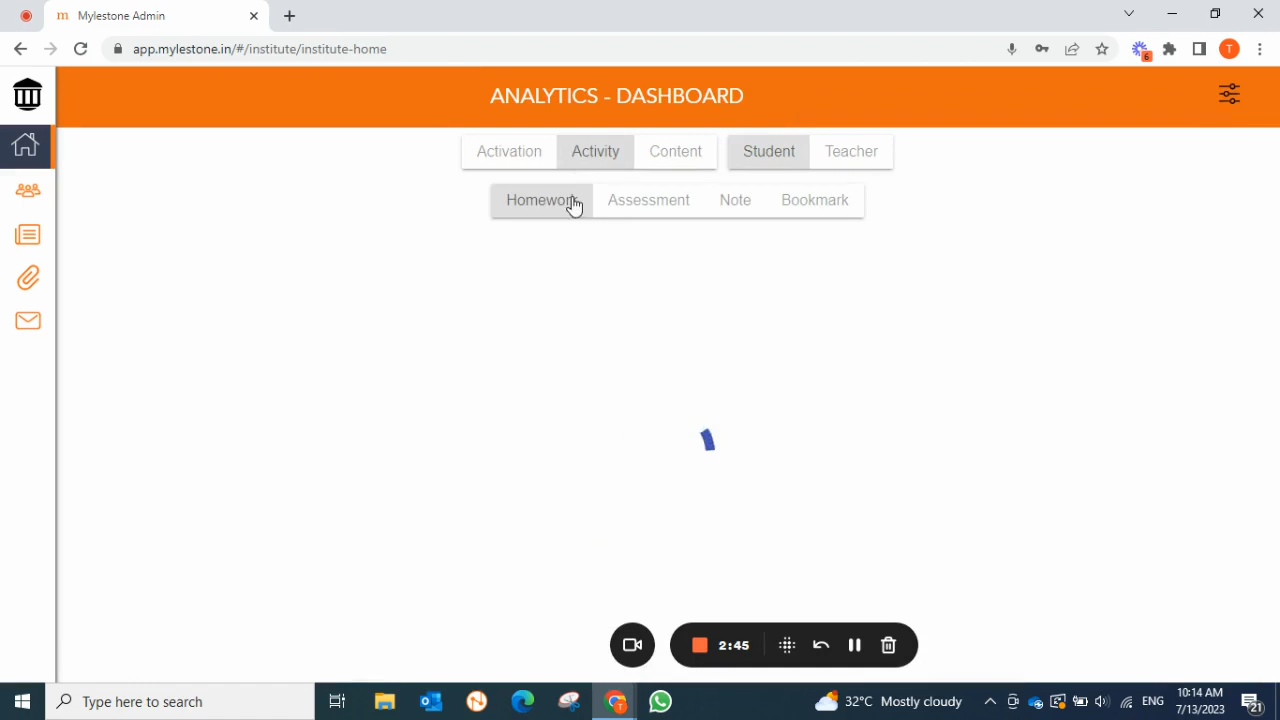 m Mylestone Admin
app.mylestone.in/#/institute/institute-home
6
T
ANALYTICS - DASHBOARD
Activation Activity Content Student Teacher
Homework Assessment Note Bookmark
2:45
Type here to search
T
32°C Mostly cloudy
ENG
10:14 AM
7/13/2023
21